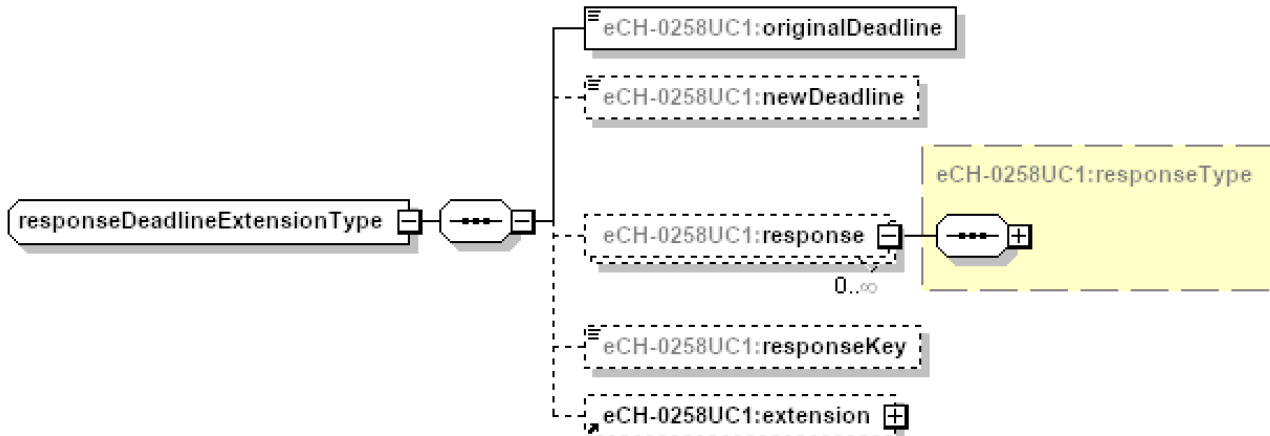 eCH-0258UC1:originalDeadline
eCH-0258UC1:newDeadline
eCH-0258UC1:responseType
responseDeadlineExtensionType
eCH-0258UC1:response
0..∞
eCH-0258UC1:responseKey
eCH-0258UC1:extension